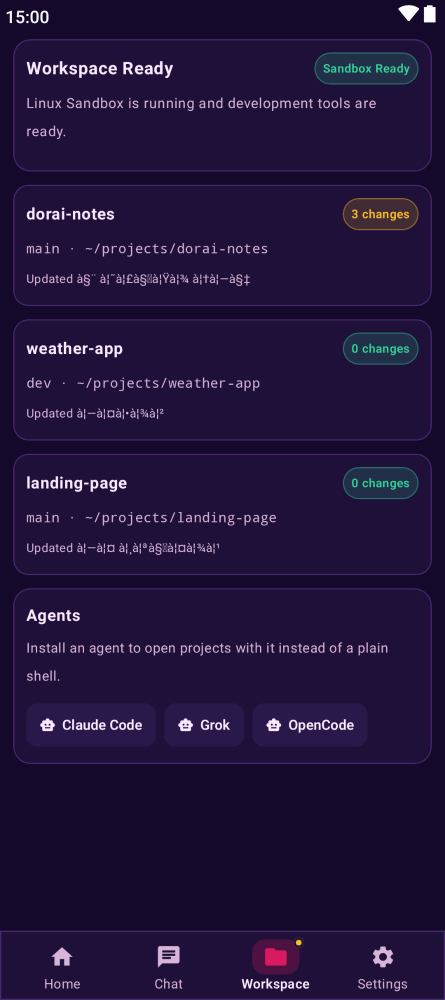 15:00
Workspace Ready
Sandbox Ready
Linux Sandbox is running and development tools are
ready.
dorai-notes
3 changes
main · ~/projects/dorai-notes
Updated
weather-app
0 changes
dev · ~/projects/weather-app
Updated à¦—à¦¤à¦•à¦¾à¦²
landing-page
0 changes
main · ~/projects/landing-page
Updated
Agents
Install an agent to open projects with it instead of a plain
shell.
Claude Code
Grok
OpenCode
Home
Chat
Workspace
Settings